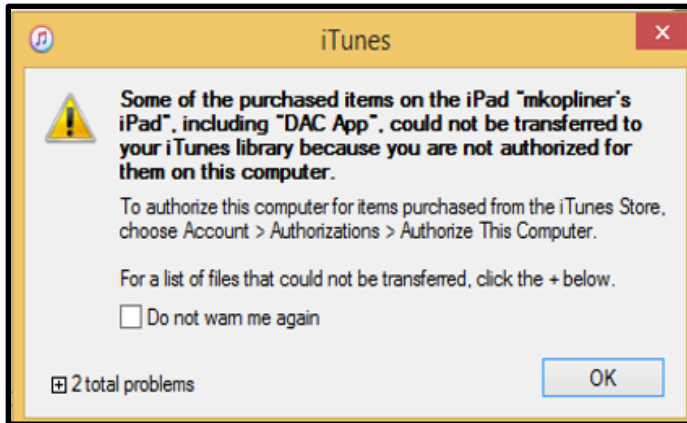 iTunes
×
Some of the purchased items on the iPad "mkopliner's
iPad", including "DAC App", could not be transferred to
your iTunes library because you are not authorized for
them on this computer.
To authorize this computer for items purchased from the iTunes Store,
choose Account > Authorizations > Authorize This Computer.
For a list of files that could not be transferred, click the + below.
Do not warn me again
2 total problems
OK